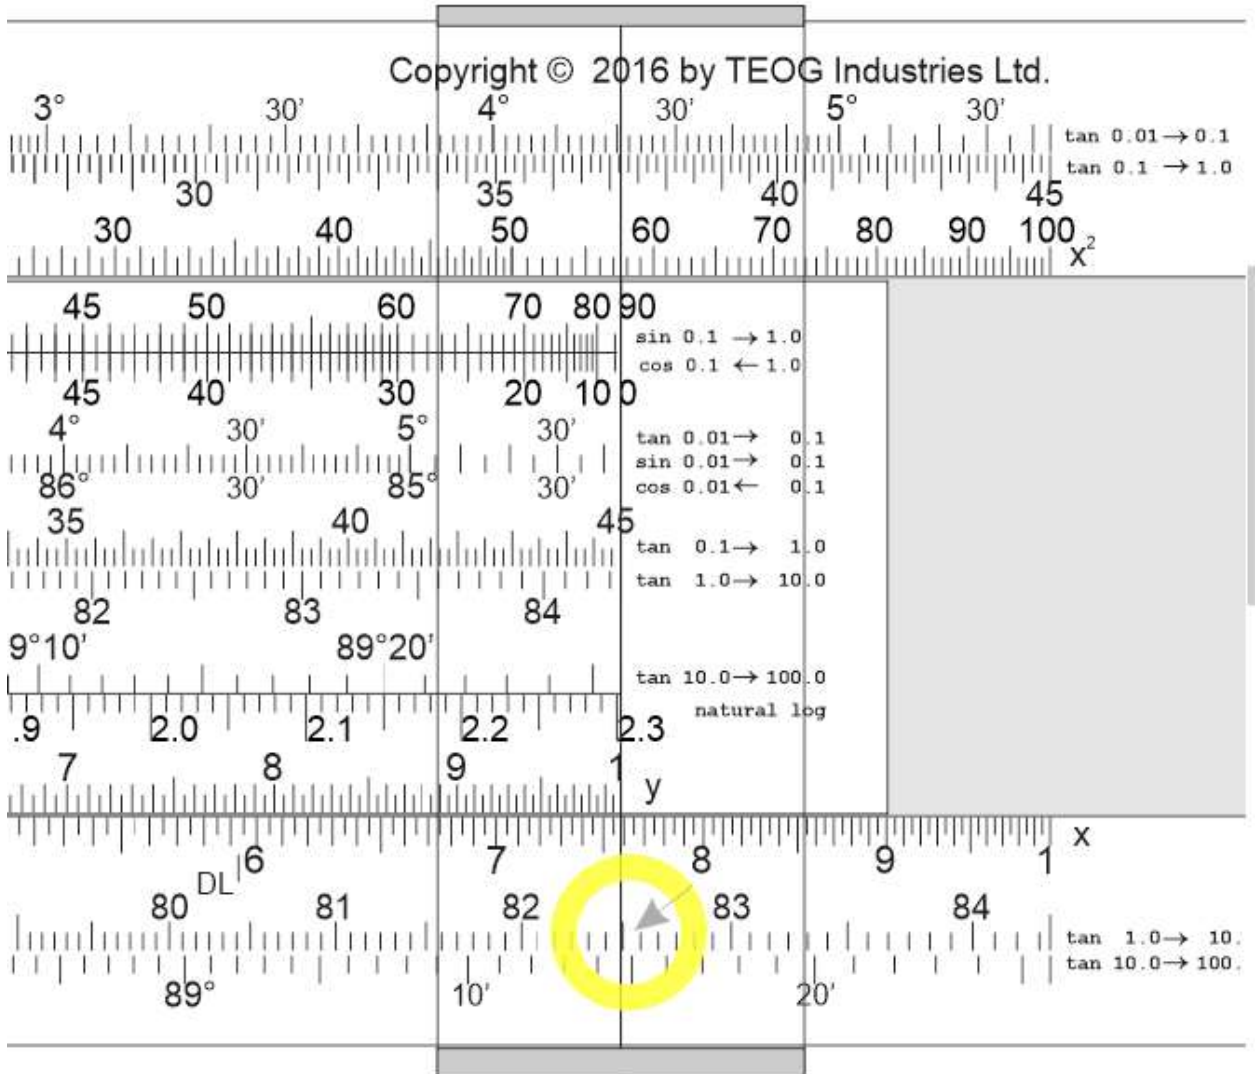 Copyright © 2016 by TEOG Industries Ltd.
3° 30' 4° 30' 5° 30'
tan 0.01→0.1
tan 0.1 →1.0
30 35 40 45
30 40 50 60 70 80 90 100 x²
45 50 60 70 80 90
sin 0.1 →1.0
cos 0.1 ←1.0
45 40 30 20 10 0
4° 30' 5° 30'
tan 0.01→ 0.1
sin 0.01→ 0.1
cos 0.01← 0.1
86° 30' 85° 30'
35 40 45
tan 0.1→ 1.0
tan 1.0→ 10.0
82 83 84
9°10' 89°20'
tan 10.0→100.0
natural log
.9 2.0 2.1 2.2 2.3
7 8 9 1 y
x
6 7 8 9 1
DL
80 81 82 83 84
tan 1.0→ 10.
tan 10.0→100.
89° 10' 20'